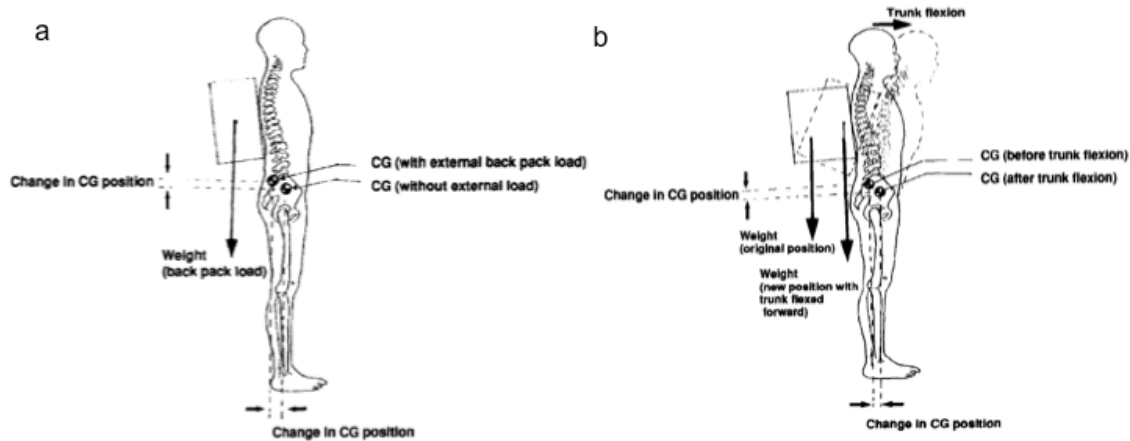 a
CG (with external back pack load)
CG (without external load)
Change in CG position
Weight
(back pack load)
Change in CG position
b
Trunk flexion
CG (before trunk flexion)
CG (after trunk flexion)
Change in CG position
Weight
(original position)
Weight
(new position with
trunk flexed
forward)
Change in CG position